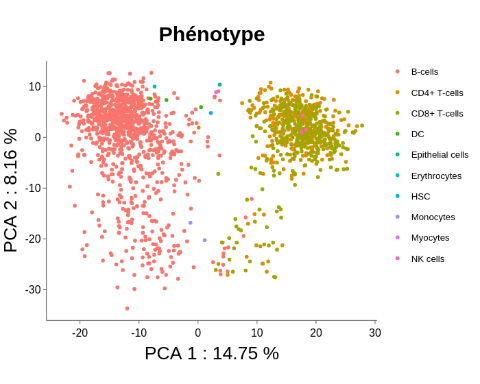 Phénotype
PCA 2 : 8.16 %
10
0
-10
-20
-30
-20
-10
0
10
20
30
PCA 1 : 14.75 %
B-cells
CD4+ T-cells
CD8+ T-cells
DC
Epithelial cells
Erythrocytes
HSC
Monocytes
Myocytes
NK cells